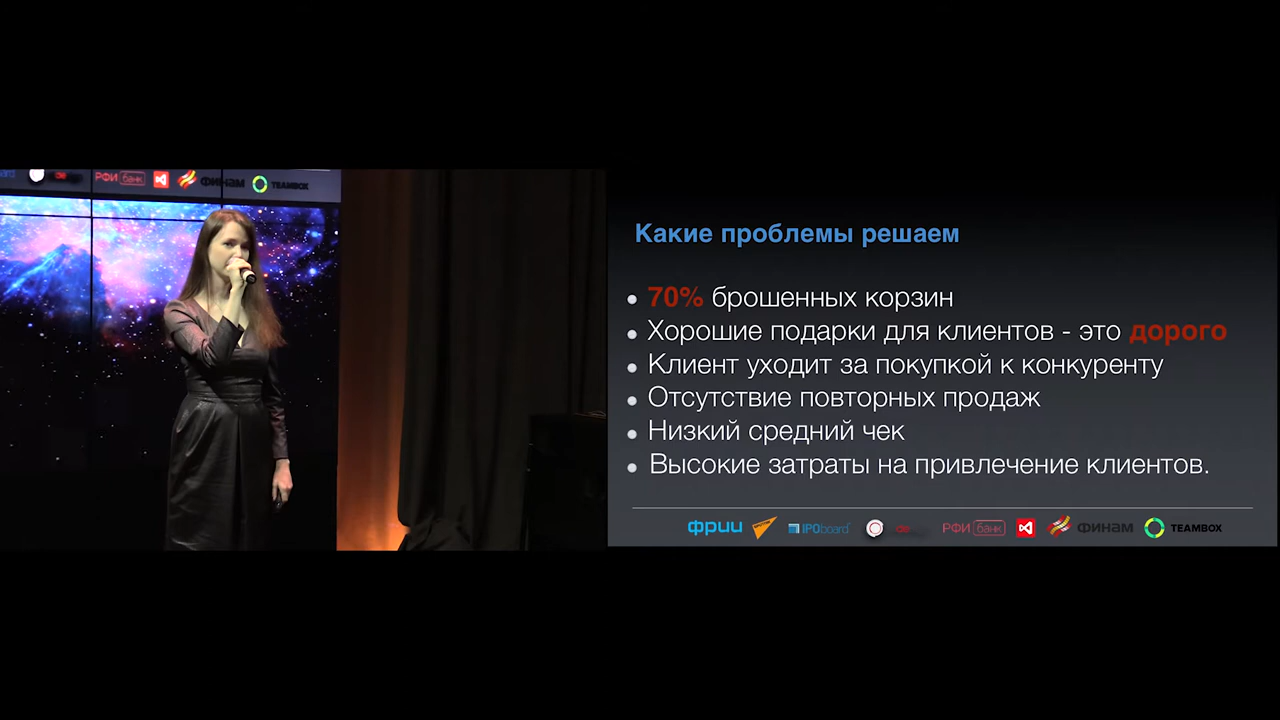 РФИ банк ФИНАМ TEAMBOX
Какие проблемы решаем
70% брошенных корзин
Хорошие подарки для клиентов - это дорого
Клиент уходит за покупкой к конкуренту
Отсутствие повторных продаж
Низкий средний чек
Высокие затраты на привлечение клиентов.
фрии IPOboard РФИ банк ФИНАМ TEAMBOX